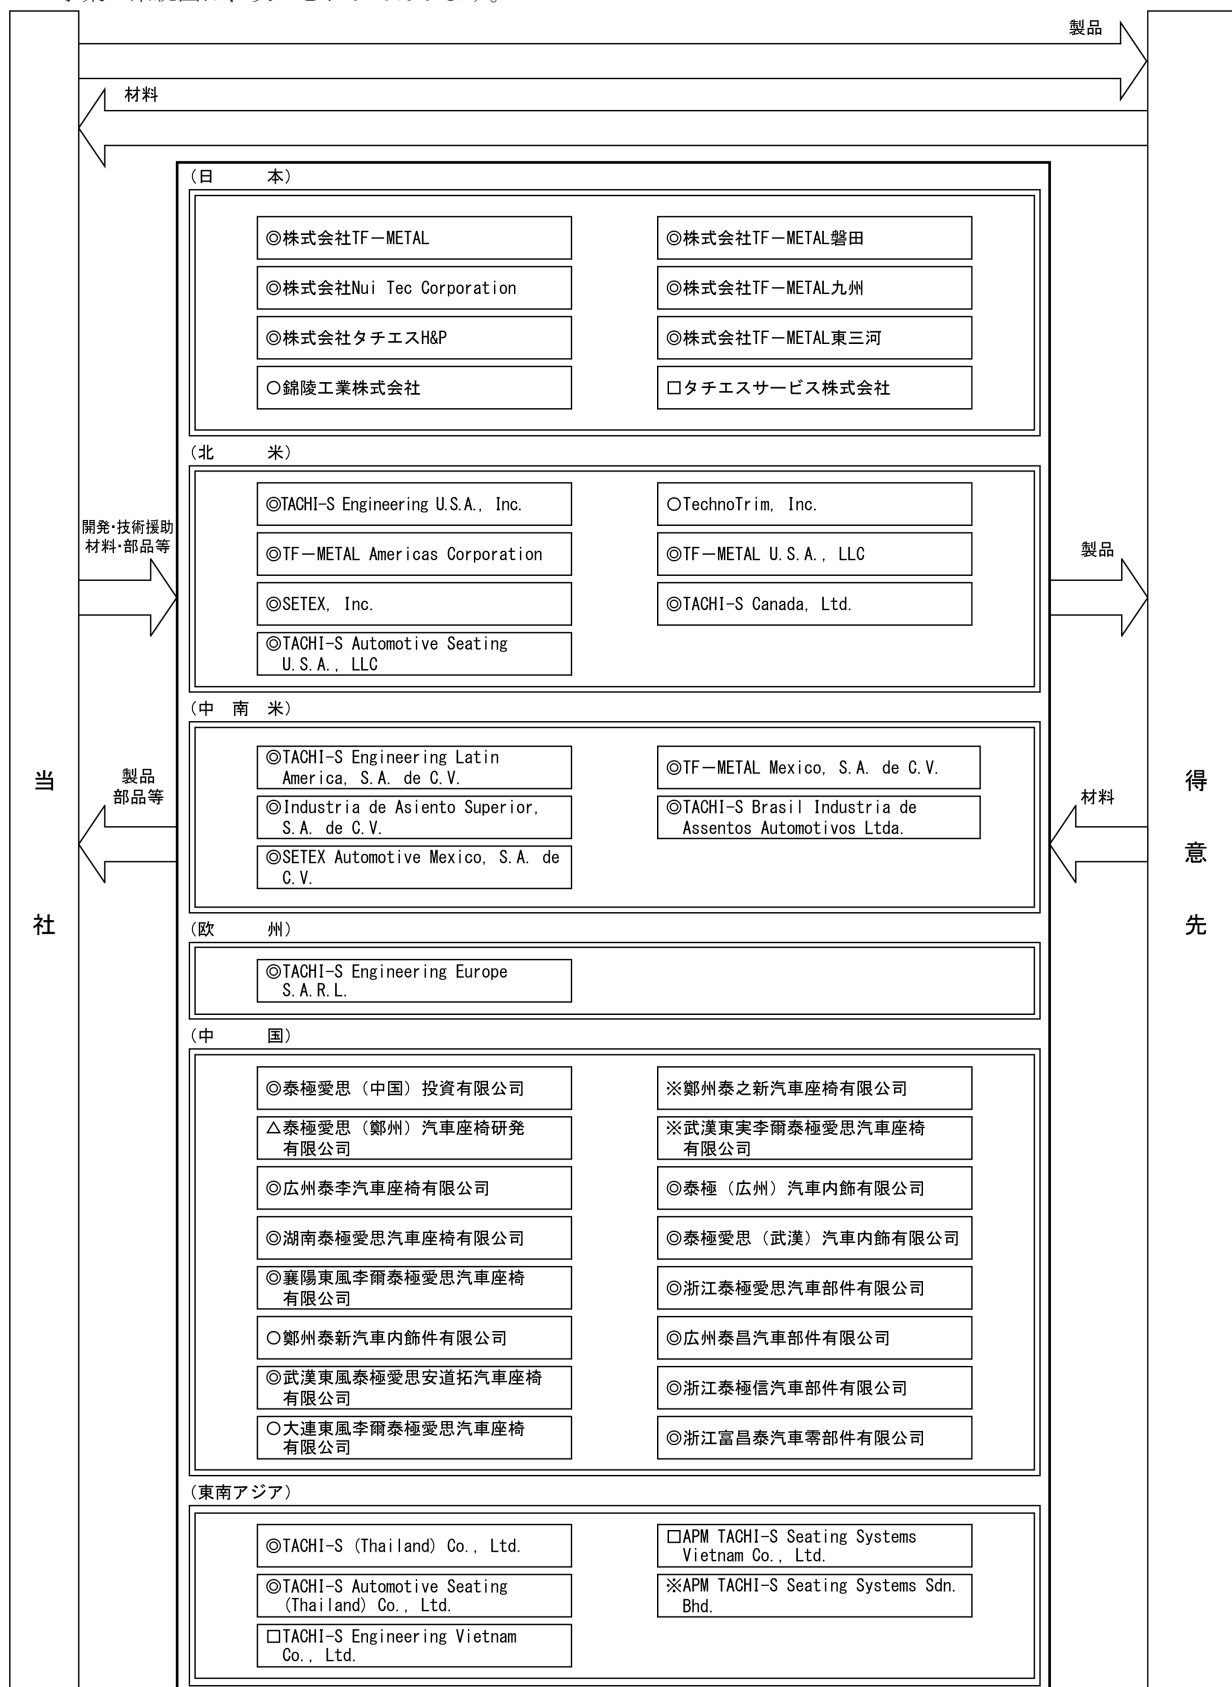 製品
材料
(日　　　本)
◎株式会社TF－METAL
◎株式会社TF－METAL磐田
◎株式会社Nui Tec Corporation
◎株式会社TF－METAL九州
◎株式会社タチエスH&P
◎株式会社TF－METAL東三河
○錦陵工業株式会社
□タチエスサービス株式会社
(北　　　米)
◎TACHI-S Engineering U.S.A., Inc.
○TechnoTrim, Inc.
開発・技術援助
材料・部品等
◎TF－METAL Americas Corporation
◎TF－METAL U.S.A., LLC
製品
◎SETEX, Inc.
◎TACHI-S Canada, Ltd.
◎TACHI-S Automotive Seating
U.S.A., LLC
(中　南　米)
◎TACHI-S Engineering Latin
America, S.A. de C.V.
◎TF－METAL Mexico, S.A. de C.V.
当社
製品
部品等
得意先
材料
◎Industria de Asiento Superior,
S.A. de C.V.
◎TACHI-S Brasil Industria de
Assentos Automotivos Ltda.
◎SETEX Automotive Mexico, S.A. de
C.V.
(欧　　　州)
◎TACHI-S Engineering Europe
S.A.R.L.
(中　　　国)
◎泰極愛思（中国）投資有限公司
※鄭州泰之新汽車座椅有限公司
△泰極愛思（鄭州）汽車座椅研発
有限公司
※武漢東実李爾泰極愛思汽車座椅
有限公司
◎広州泰李汽車座椅有限公司
◎泰極（広州）汽車内飾有限公司
◎湖南泰極愛思汽車座椅有限公司
◎泰極愛思（武漢）汽車内飾有限公司
◎襄陽東風李爾泰極愛思汽車座椅
有限公司
◎浙江泰極愛思汽車部件有限公司
○鄭州泰新汽車内飾件有限公司
◎広州泰昌汽車部件有限公司
◎武漢東風泰極愛思安道拓汽車座椅
有限公司
◎浙江泰極信汽車部件有限公司
○大連東風李爾泰極愛思汽車座椅
有限公司
◎浙江富昌泰汽車零部件有限公司
(東南アジア)
◎TACHI-S (Thailand) Co., Ltd.
□APM TACHI-S Seating Systems
Vietnam Co., Ltd.
◎TACHI-S Automotive Seating
(Thailand) Co., Ltd.
※APM TACHI-S Seating Systems Sdn.
Bhd.
□TACHI-S Engineering Vietnam
Co., Ltd.